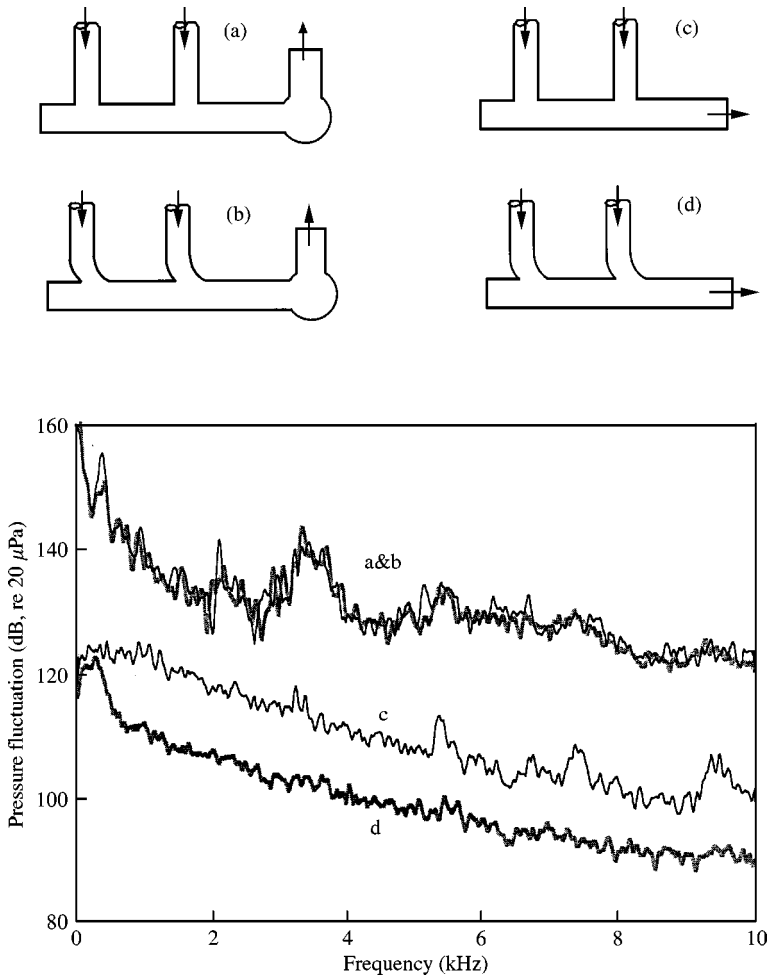 (a)
(c)
(b)
(d)
160
140
120
100
80
Pressure fluctuation (dB, re 20 μPa)
a&b
c
d
0
2
4
6
8
10
Frequency (kHz)